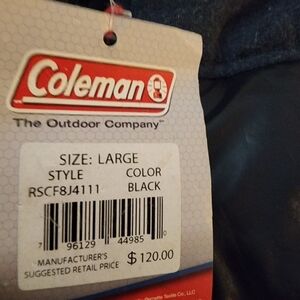 Coleman
The Outdoor Company™
SIZE: LARGE
STYLE COLOR
RSCF8J4111 BLACK
7 96129 44985 0
MANUFACTURER'S
SUGGESTED RETAIL PRICE $120.00